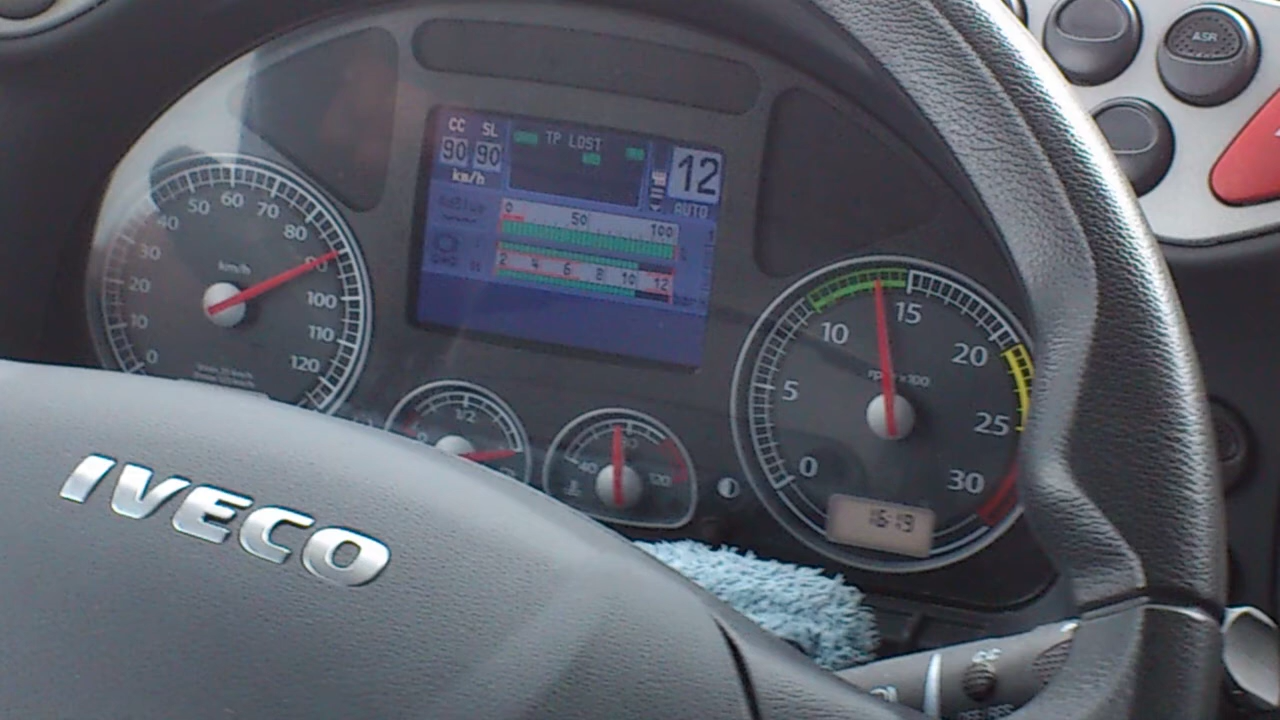 ASR
CC SL
90 90
km/h
TP LOST
12
AUTO
0 50 100
2 4 6 8 10 12
0 10 20 30 40 50 60 70 80 90 100 110 120
km/h
0 5 10 15 20 25 30
x100
1/2
40 120
16:19
IVECO